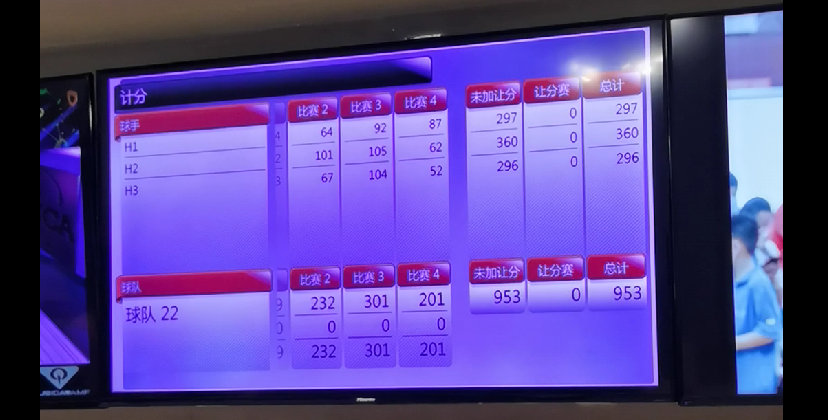 计分
球手 比赛 2 比赛 3 比赛 4 未加让分 让分赛 总计
H1 4 64 92 87 297 0 297
H2 2 101 105 62 360 0 360
H3 3 67 104 52 296 0 296
球队 比赛 2 比赛 3 比赛 4 未加让分 让分赛 总计
球队 22 9 232 301 201 953 0 953
0 0 0 0
9 232 301 201
Hisense